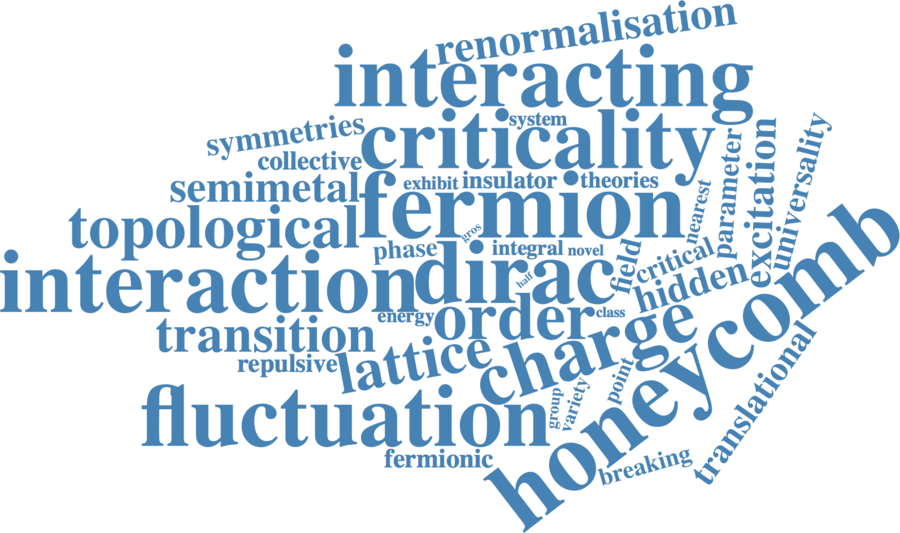 renormalisation
interacting
system
symmetries
criticality
collective
semimetal
exhibit
insulator
theories
fermion
topological
gros
phase
integral
novel
nearest
parameter
excitation
universality
interaction
dirac
half
field
critical
hidden
honeycomb
energy
order
class
transition
charge
repulsive
lattice
point
translational
fluctuation
group
variety
fermionic
breaking